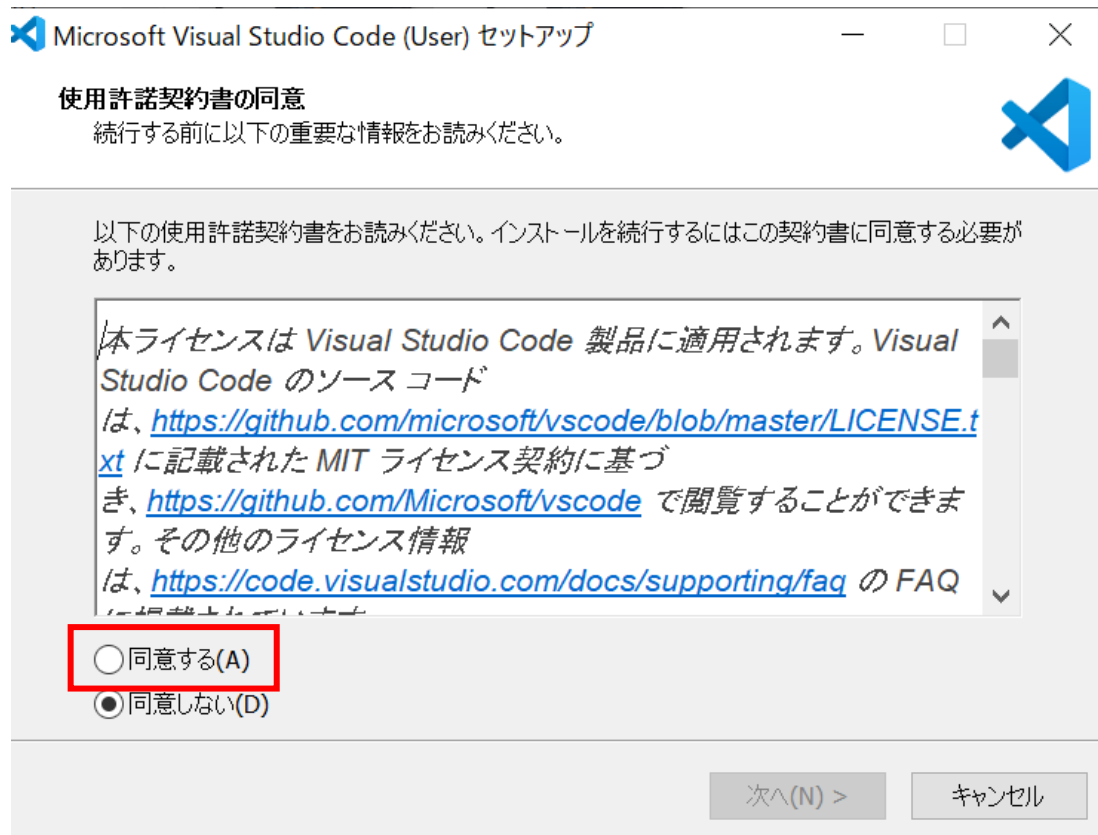 Microsoft Visual Studio Code (User) セットアップ
使用許諾契約書の同意
続行する前に以下の重要な情報をお読みください。
以下の使用許諾契約書をお読みください。インストールを続行するにはこの契約書に同意する必要が
あります。
本ライセンスは Visual Studio Code 製品に適用されます。Visual
Studio Code のソース コード
は、https://github.com/microsoft/vscode/blob/master/LICENSE.t
xt に記載された MIT ライセンス契約に基づ
き、https://github.com/Microsoft/vscode で閲覧することができま
す。その他のライセンス情報
は、https://code.visualstudio.com/docs/supporting/faq の FAQ
に掲載されています
同意する(A)
同意しない(D)
次へ(N) >
キャンセル